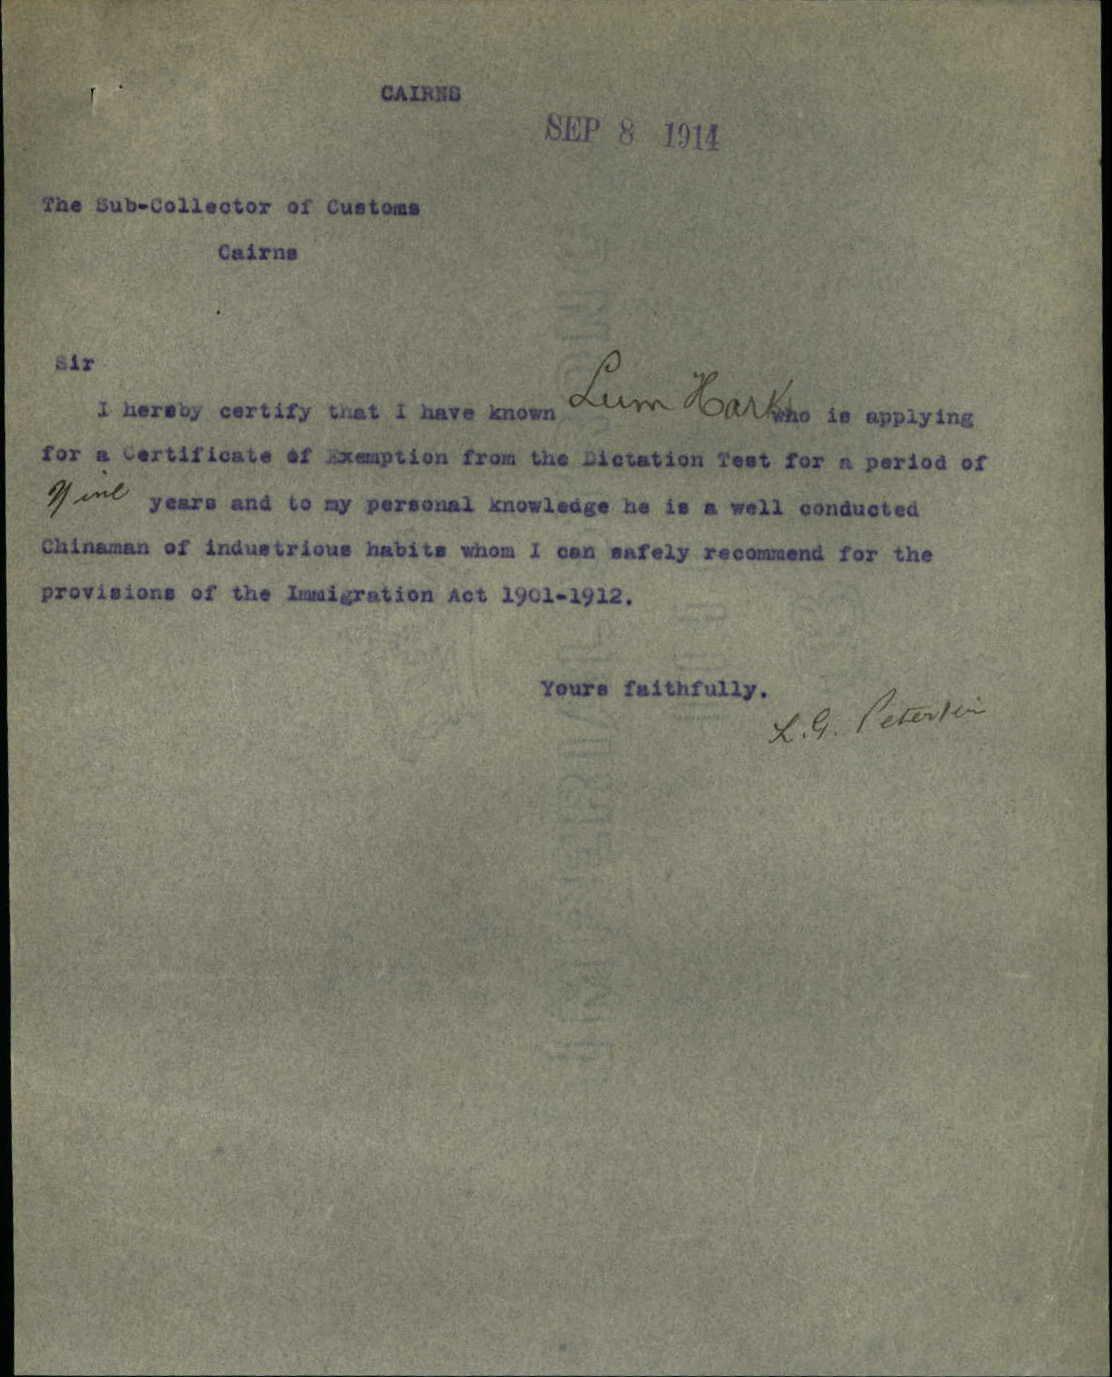 CAIRNS
SEP 8 1914
The Sub-Collector of Customs
Cairns
Sir
I hereby certify that I have known Lum Hark who is applying
for a Certificate of Exemption from the Dictation Test for a period of
Nine years and to my personal knowledge he is a well conducted
Chinaman of industrious habits whom I can safely recommend for the
provisions of the Immigration Act 1901-1912.
Yours faithfully.
L.G. Peterkin